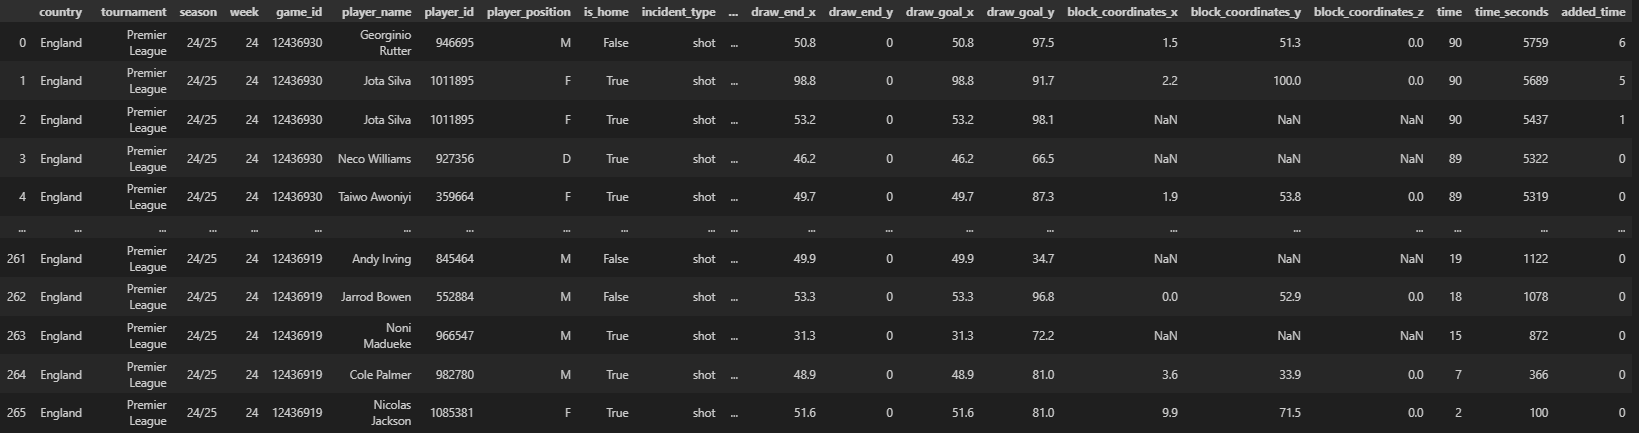 country tournament season week game_id player_name player_id player_position is_home incident_type ... draw_end_x draw_end_y draw_goal_x draw_goal_y block_coordinates_x block_coordinates_y block_coordinates_z time time_seconds added_time
0 England Premier League 24/25 24 12436930 Georginio Rutter 946695 M False shot ... 50.8 0 50.8 97.5 1.5 51.3 0.0 90 5759 6
1 England Premier League 24/25 24 12436930 Jota Silva 1011895 F True shot ... 98.8 0 98.8 91.7 2.2 100.0 0.0 90 5689 5
2 England Premier League 24/25 24 12436930 Jota Silva 1011895 F True shot ... 53.2 0 53.2 98.1 NaN NaN NaN 90 5437 1
3 England Premier League 24/25 24 12436930 Neco Williams 927356 D True shot ... 46.2 0 46.2 66.5 NaN NaN NaN 89 5322 0
4 England Premier League 24/25 24 12436930 Taiwo Awoniyi 359664 F True shot ... 49.7 0 49.7 87.3 1.9 53.8 0.0 89 5319 0
... ... ... ... ... ... ... ... ... ... ... ... ... ... ... ... ... ... ... ... ... ...
261 England Premier League 24/25 24 12436919 Andy Irving 845464 M False shot ... 49.9 0 49.9 34.7 NaN NaN NaN 19 1122 0
262 England Premier League 24/25 24 12436919 Jarrod Bowen 552884 M False shot ... 53.3 0 53.3 96.8 0.0 52.9 0.0 18 1078 0
263 England Premier League 24/25 24 12436919 Noni Madueke 966547 M True shot ... 31.3 0 31.3 72.2 NaN NaN NaN 15 872 0
264 England Premier League 24/25 24 12436919 Cole Palmer 982780 M True shot ... 48.9 0 48.9 81.0 3.6 33.9 0.0 7 366 0
265 England Premier League 24/25 24 12436919 Nicolas Jackson 1085381 F True shot ... 51.6 0 51.6 81.0 9.9 71.5 0.0 2 100 0